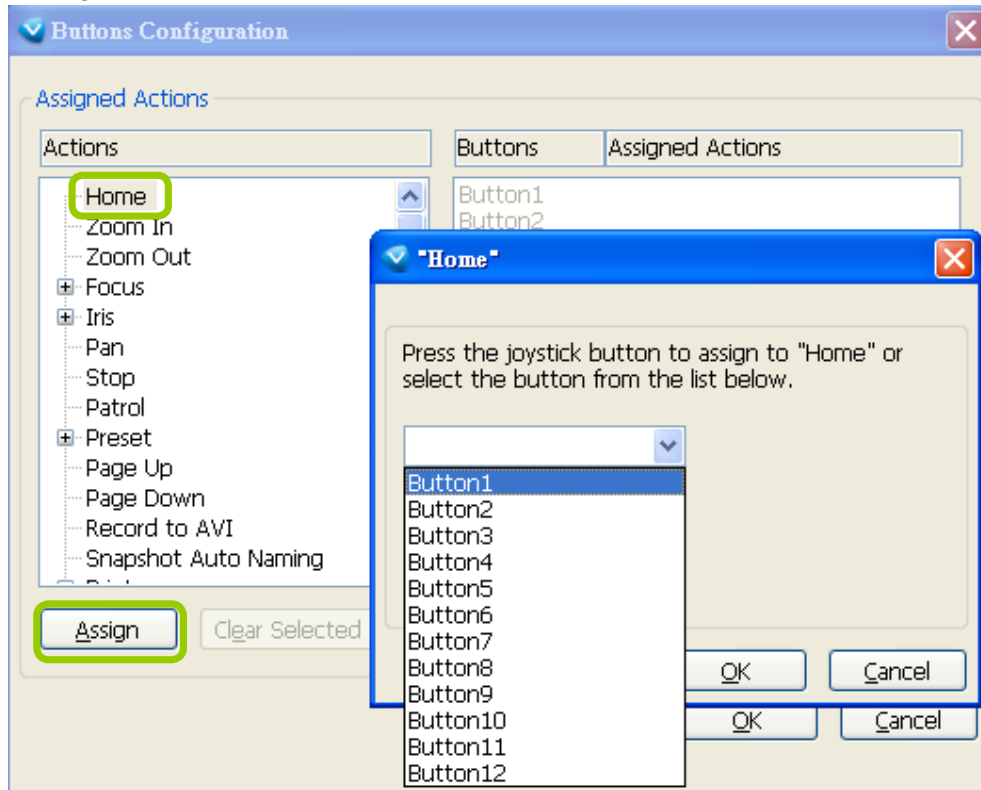 Buttons Configuration
Assigned Actions
Actions
Buttons
Assigned Actions
Home
Zoom In
Zoom Out
Focus
Iris
Pan
Stop
Patrol
Preset
Page Up
Page Down
Record to AVI
Snapshot Auto Naming
Button1
Button2
Assign
Clear Selected
"Home"
Press the joystick button to assign to "Home" or
select the button from the list below.
Button1
Button2
Button3
Button4
Button5
Button6
Button7
Button8
Button9
Button10
Button11
Button12
OK
Cancel
OK
Cancel